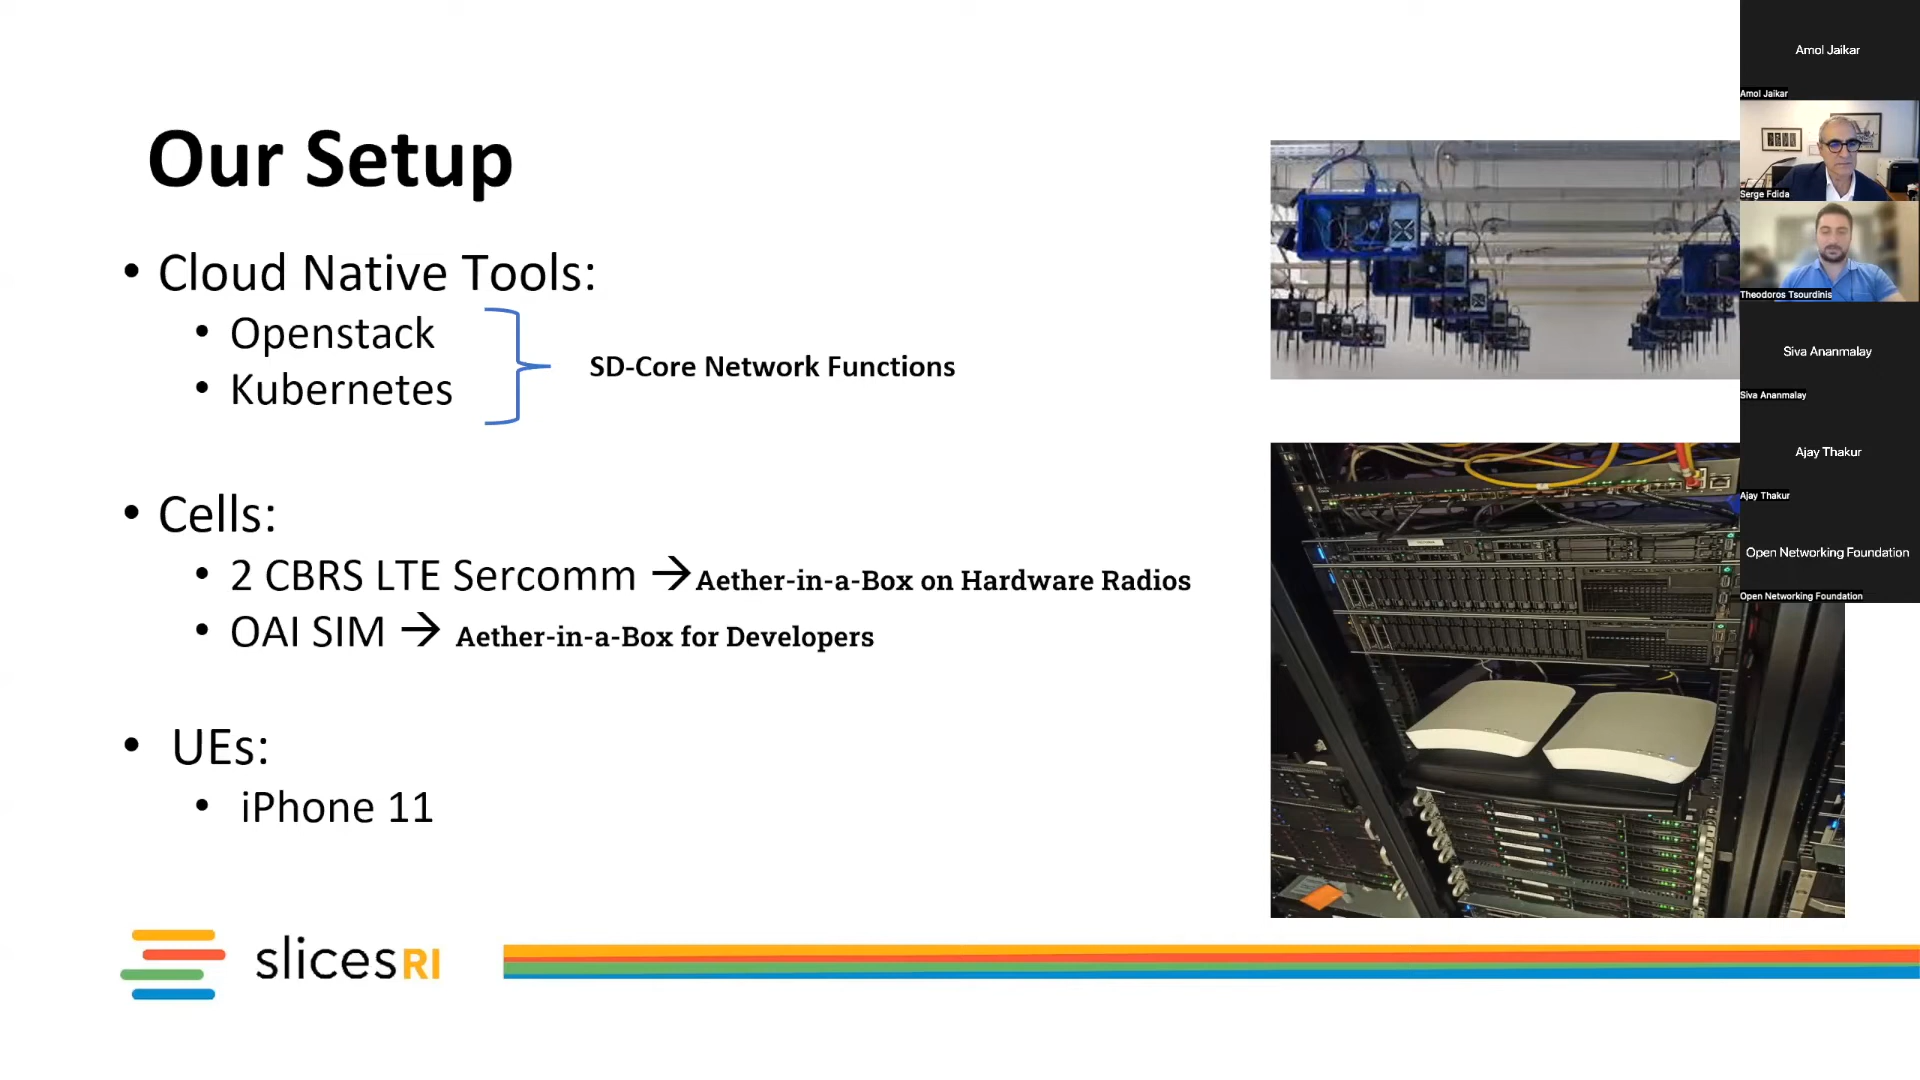 Our Setup
• Cloud Native Tools:
• Openstack
• Kubernetes
SD-Core Network Functions
• Cells:
• 2 CBRS LTE Sercomm →Aether-in-a-Box on Hardware Radios
• OAI SIM → Aether-in-a-Box for Developers
• UEs:
• iPhone 11
slicesRI
Amol Jaikar
Amol Jaikar
Serge Fdida
Theodoros Tsourdinis
Siva Ananmalay
Siva Ananmalay
Ajay Thakur
Ajay Thakur
Open Networking Foundation
Open Networking Foundation